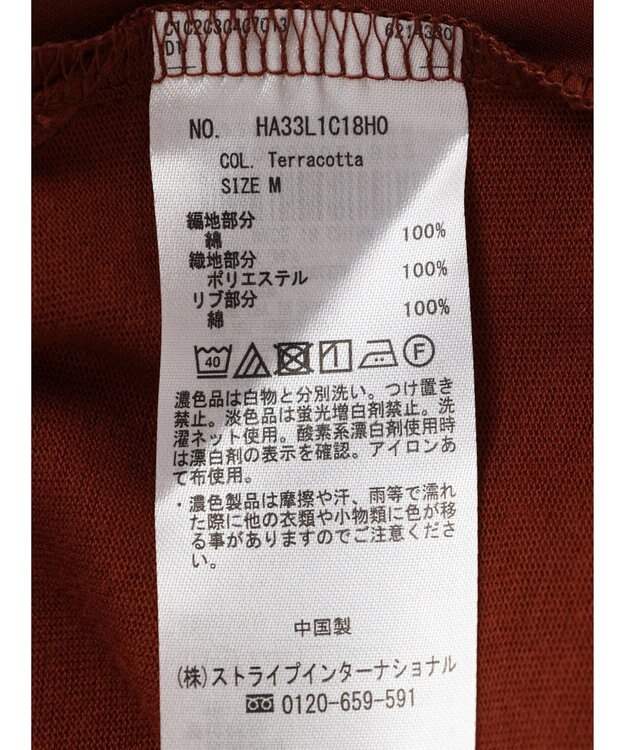 C1C2C3C4C7C13 6214330
D1
NO. HA33L1C18H0
COL. Terracotta
SIZE M
編地部分
綿 100%
織地部分
ポリエステル 100%
リブ部分
綿 100%
40 F
濃色品は白物と分別洗い。つけ置き
禁止。淡色品は蛍光増白剤禁止。洗
濯ネット使用。酸素系漂白剤使用時
は漂白剤の表示を確認。アイロンあ
て布使用。
・濃色製品は摩擦や汗、雨等で濡れ
た際に他の衣類や小物類に色が移
る事がありますのでご注意くださ
い。
中国製
(株)ストライプインターナショナル
0120-659-591